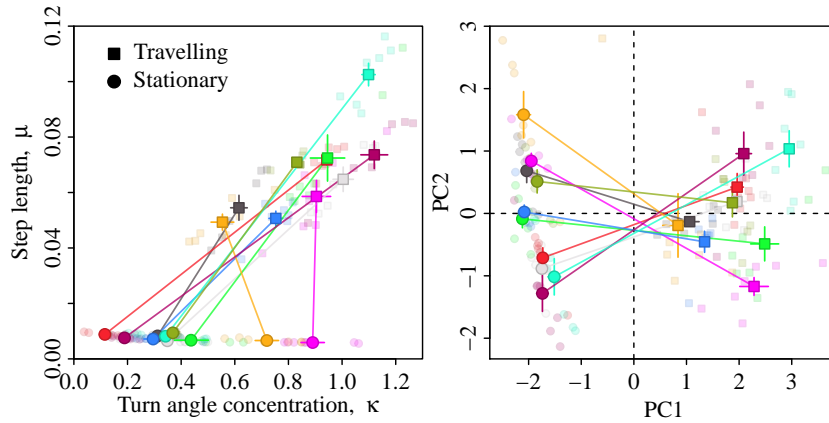 Travelling
Stationary
Step length, μ
0.00 0.04 0.08 0.12
0.0 0.2 0.4 0.6 0.8 1.0 1.2
Turn angle concentration, κ
PC2
−2 −1 0 1 2 3
−2 −1 0 1 2 3
PC1